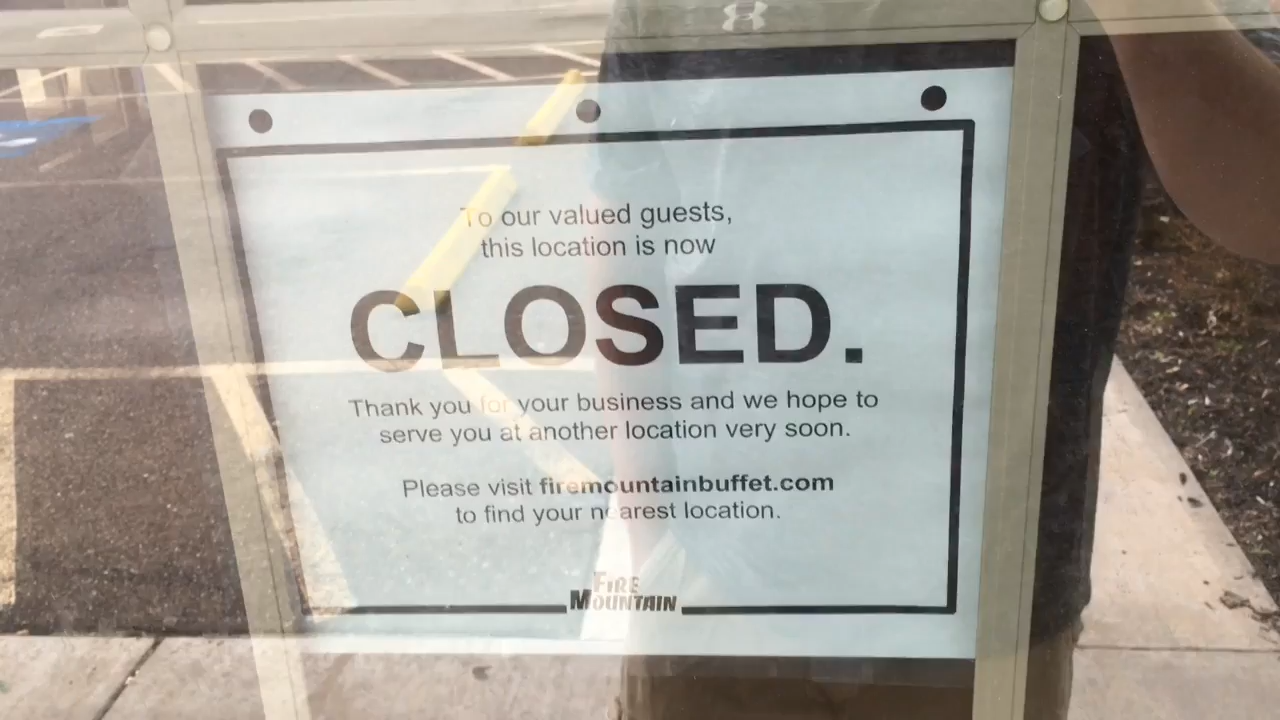 To our valued guests,
this location is now
CLOSED.
Thank you for your business and we hope to
serve you at another location very soon.
Please visit firemountainbuffet.com
to find your nearest location.
FIRE
MOUNTAIN